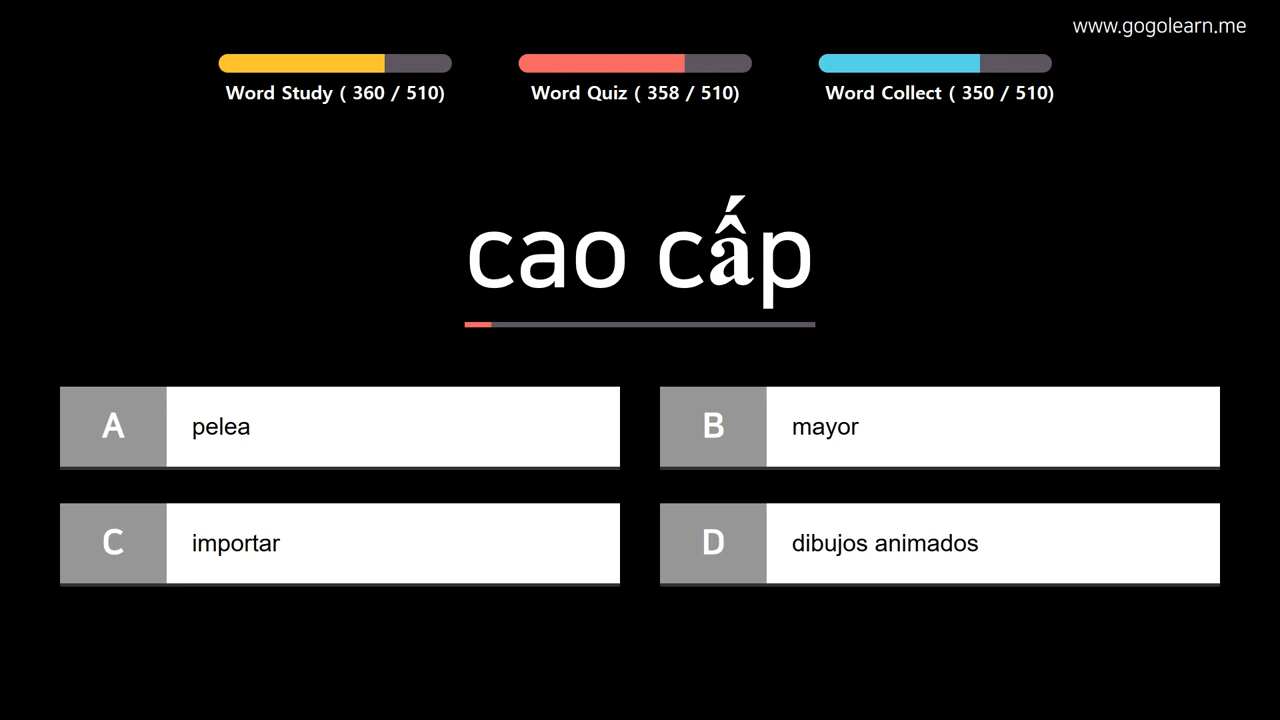 www.gogolearn.me
Word Study ( 360 / 510)
Word Quiz ( 358 / 510)
Word Collect ( 350 / 510)
cao cấp
A pelea
B mayor
C importar
D dibujos animados